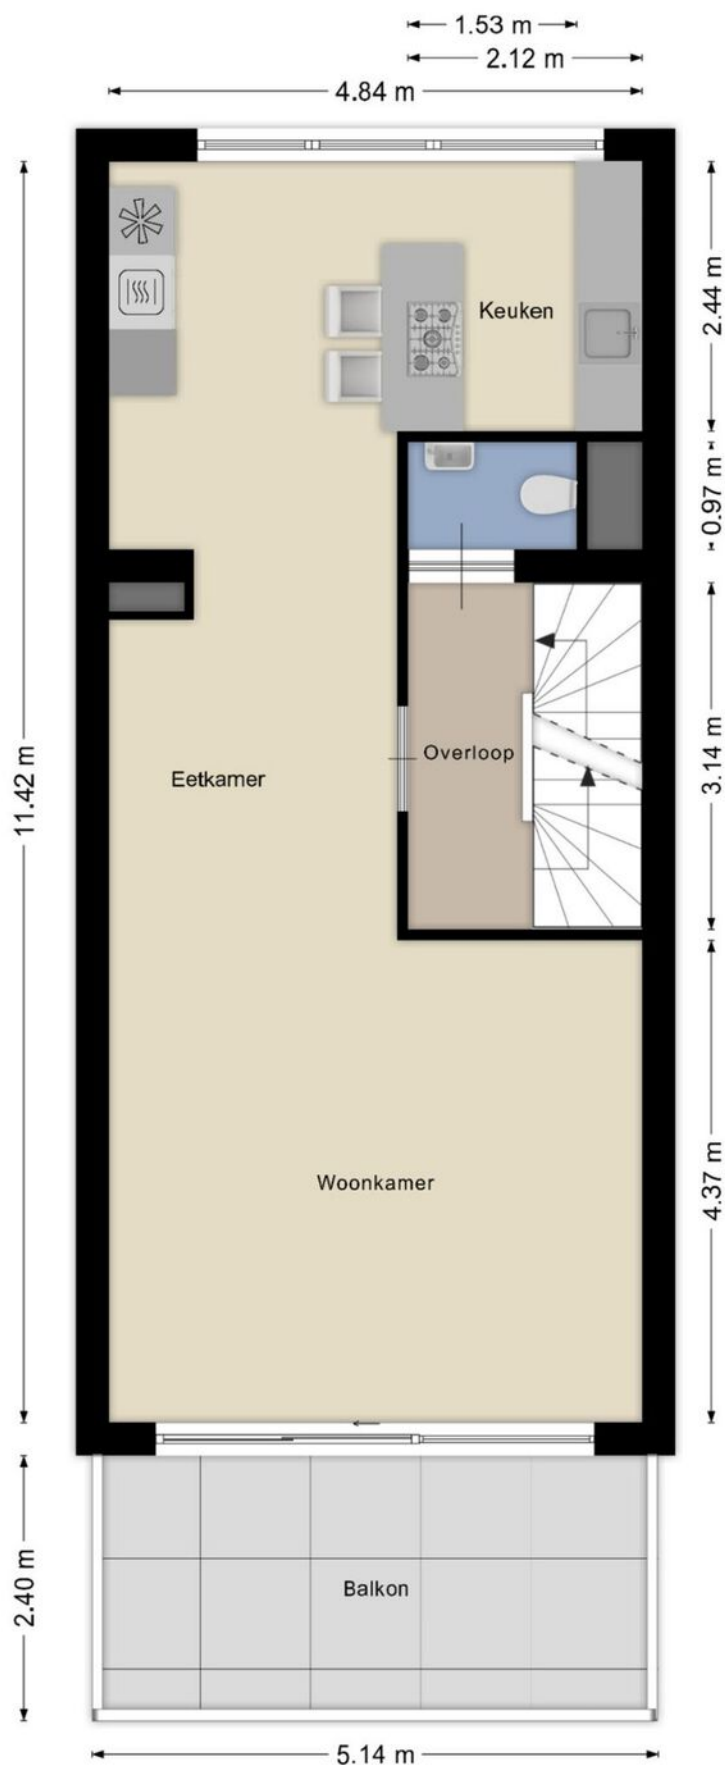 1.53 m
2.12 m
4.84 m
2.44 m
Keuken
0.97 m
11.42 m
3.14 m
Overloop
Eetkamer
4.37 m
Woonkamer
2.40 m
Balkon
5.14 m